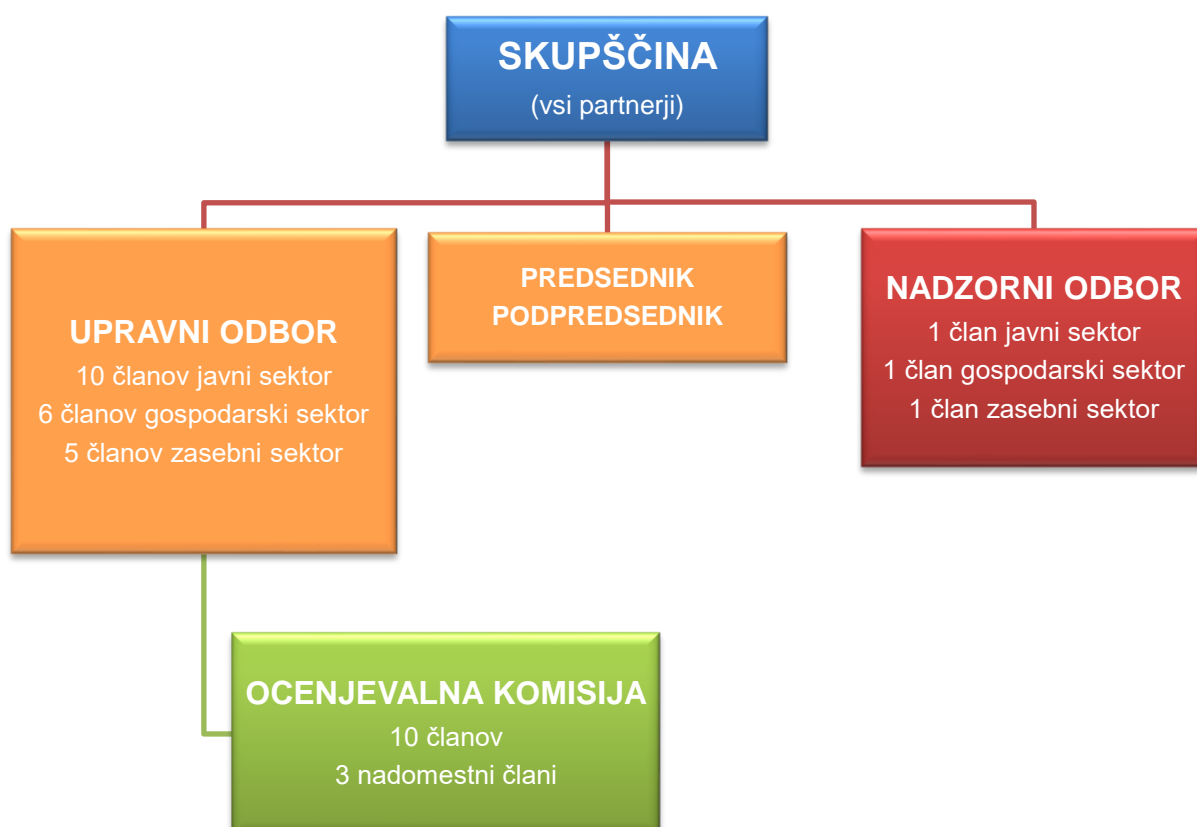 SKUPŠČINA
(vsi partnerji)
UPRAVNI ODBOR
10 članov javni sektor
6 članov gospodarski sektor
5 članov zasebni sektor
PREDSEDNIK
PODPREDSEDNIK
NADZORNI ODBOR
1 član javni sektor
1 član gospodarski sektor
1 član zasebni sektor
OCENJEVALNA KOMISIJA
10 članov
3 nadomestni člani